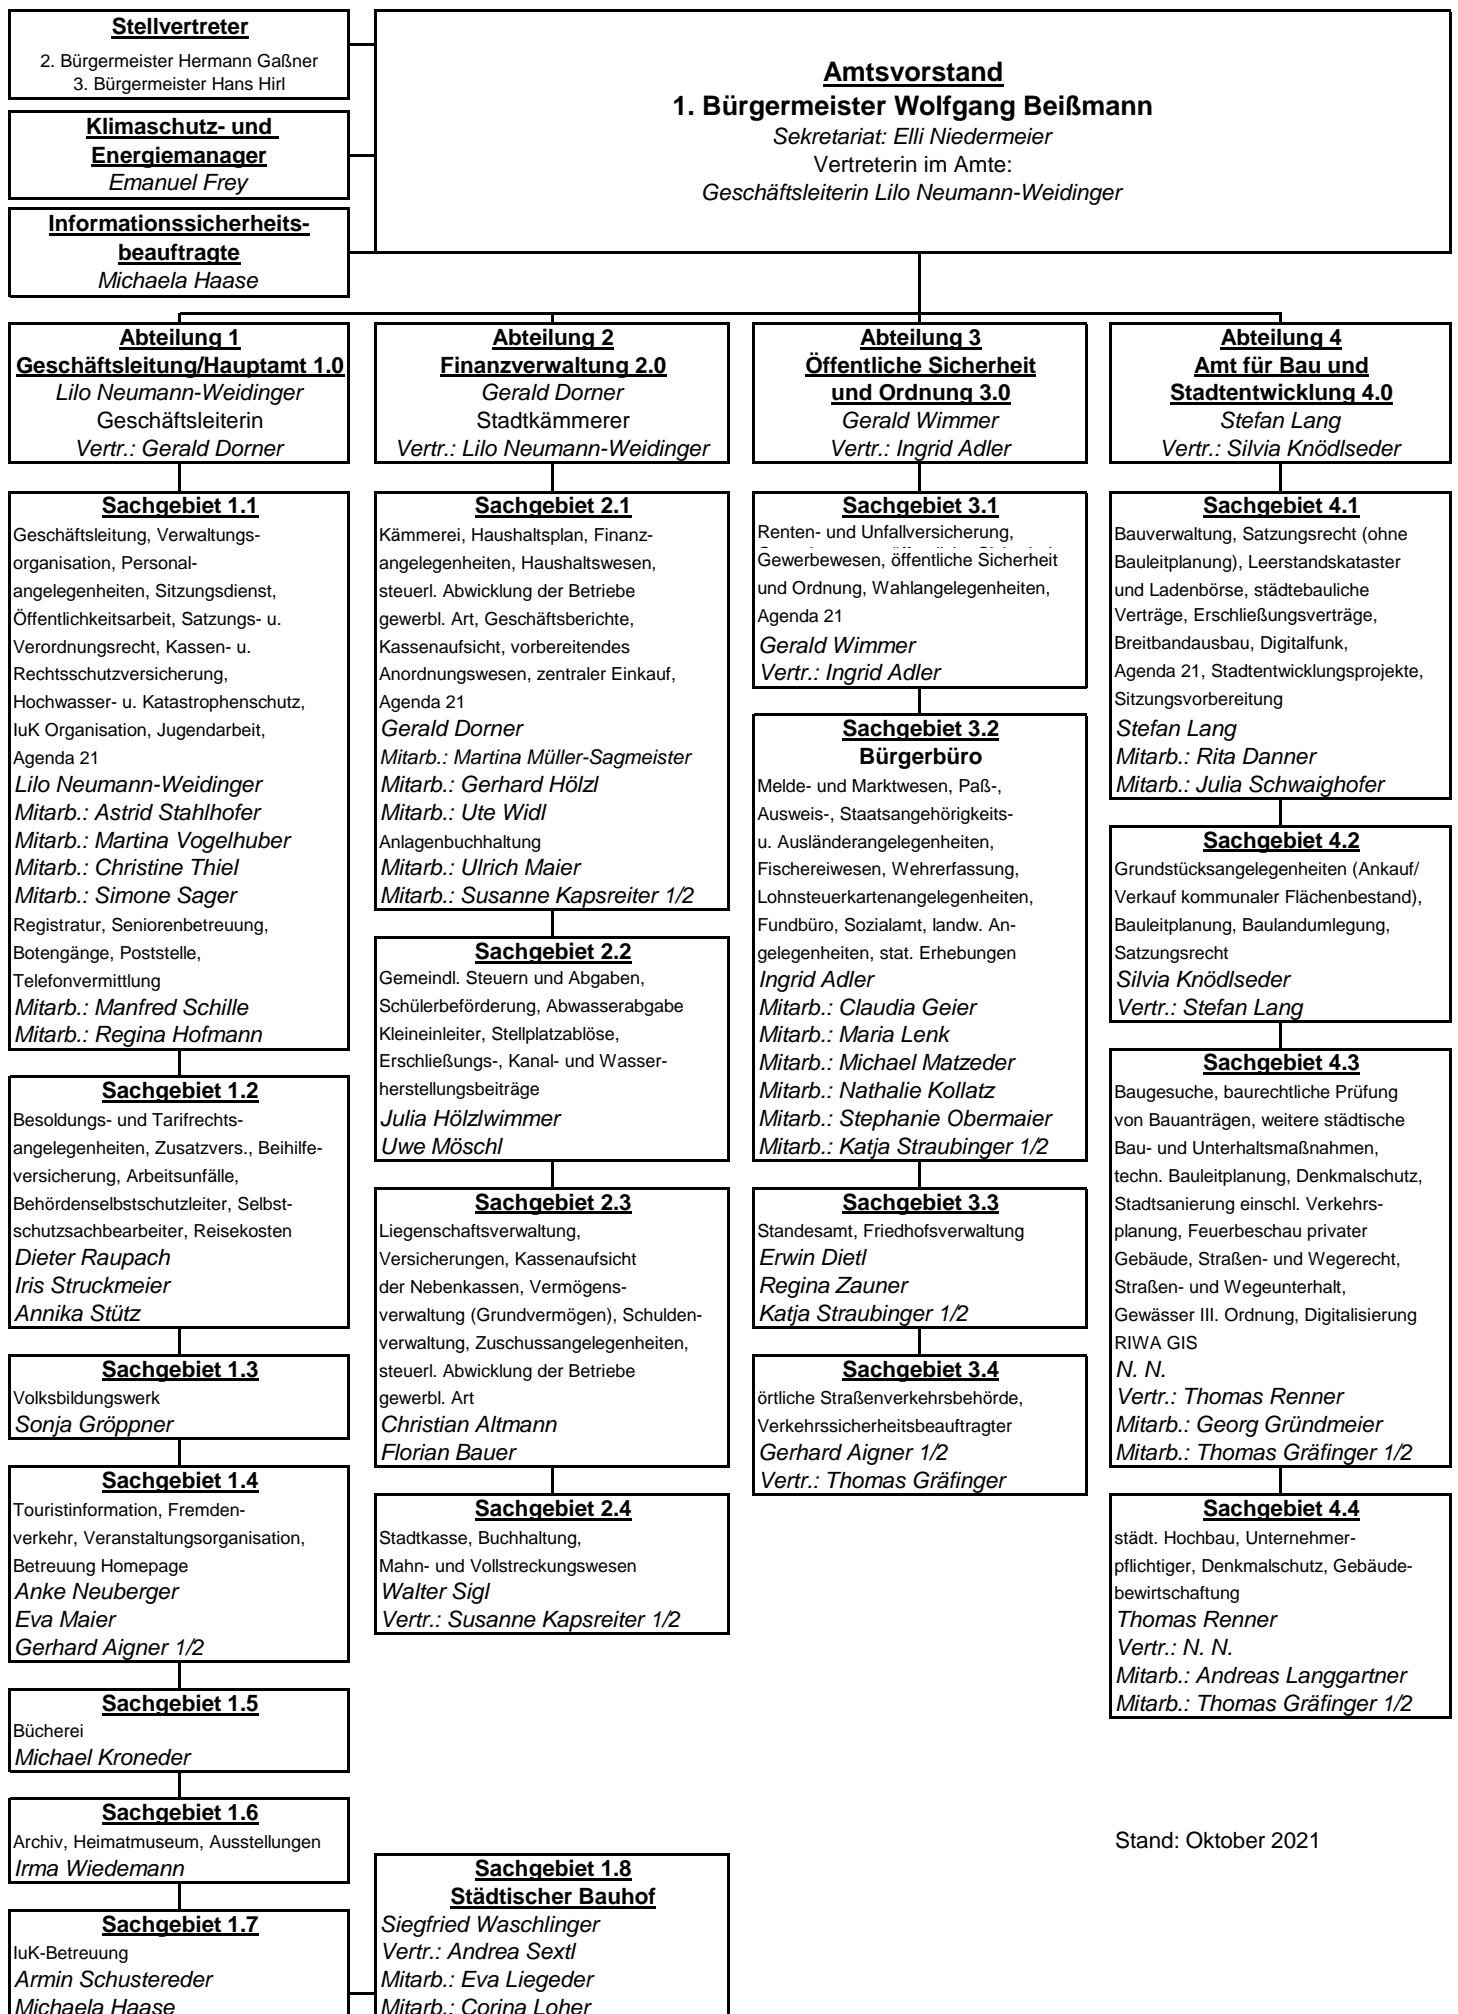 Stellvertreter
2. Bürgermeister Hermann Gaßner
3. Bürgermeister Hans Hirl
Klimaschutz- und
Energiemanager
Emanuel Frey
Informationssicherheits-
beauftragte
Michaela Haase
Amtsvorstand
1. Bürgermeister Wolfgang Beißmann
Sekretariat: Elli Niedermeier
Vertreterin im Amte:
Geschäftsleiterin Lilo Neumann-Weidinger
Abteilung 1
Geschäftsleitung/Hauptamt 1.0
Lilo Neumann-Weidinger
Geschäftsleiterin
Vertr.: Gerald Dorner
Sachgebiet 1.1
Geschäftsleitung, Verwaltungs-
organisation, Personal-
angelegenheiten, Sitzungsdienst,
Öffentlichkeitsarbeit, Satzungs- u.
Verordnungsrecht, Kassen- u.
Rechtsschutzversicherung,
Hochwasser- u. Katastrophenschutz,
IuK Organisation, Jugendarbeit,
Agenda 21
Lilo Neumann-Weidinger
Mitarb.: Astrid Stahlhofer
Mitarb.: Martina Vogelhuber
Mitarb.: Christine Thiel
Mitarb.: Simone Sager
Registratur, Seniorenbetreuung,
Botengänge, Poststelle,
Telefonvermittlung
Mitarb.: Manfred Schille
Mitarb.: Regina Hofmann
Sachgebiet 1.2
Besoldungs- und Tarifrechts-
angelegenheiten, Zusatzvers., Beihilfe-
versicherung, Arbeitsunfälle,
Behördenselbstschutzleiter, Selbst-
schutzsachbearbeiter, Reisekosten
Dieter Raupach
Iris Struckmeier
Annika Stütz
Sachgebiet 1.3
Volksbildungswerk
Sonja Gröppner
Sachgebiet 1.4
Touristinformation, Fremden-
verkehr, Veranstaltungsorganisation,
Betreuung Homepage
Anke Neuberger
Eva Maier
Gerhard Aigner 1/2
Sachgebiet 1.5
Bücherei
Michael Kroneder
Sachgebiet 1.6
Archiv, Heimatmuseum, Ausstellungen
Irma Wiedemann
Sachgebiet 1.7
IuK-Betreuung
Armin Schustereder
Michaela Haase
Abteilung 2
Finanzverwaltung 2.0
Gerald Dorner
Stadtkämmerer
Vertr.: Lilo Neumann-Weidinger
Sachgebiet 2.1
Kämmerei, Haushaltsplan, Finanz-
angelegenheiten, Haushaltswesen,
steuerl. Abwicklung der Betriebe
gewerbl. Art, Geschäftsberichte,
Kassenaufsicht, vorbereitendes
Anordnungswesen, zentraler Einkauf,
Agenda 21
Gerald Dorner
Mitarb.: Martina Müller-Sagmeister
Mitarb.: Gerhard Hölzl
Mitarb.: Ute Widl
Anlagenbuchhaltung
Mitarb.: Ulrich Maier
Mitarb.: Susanne Kapsreiter 1/2
Sachgebiet 2.2
Gemeindl. Steuern und Abgaben,
Schülerbeförderung, Abwasserabgabe
Kleineinleiter, Stellplatzablöse,
Erschließungs-, Kanal- und Wasser-
herstellungsbeiträge
Julia Hölzlwimmer
Uwe Möschl
Sachgebiet 2.3
Liegenschaftsverwaltung,
Versicherungen, Kassenaufsicht
der Nebenkassen, Vermögens-
verwaltung (Grundvermögen), Schulden-
verwaltung, Zuschussangelegenheiten,
steuerl. Abwicklung der Betriebe
gewerbl. Art
Christian Altmann
Florian Bauer
Sachgebiet 2.4
Stadtkasse, Buchhaltung,
Mahn- und Vollstreckungswesen
Walter Sigl
Vertr.: Susanne Kapsreiter 1/2
Sachgebiet 1.8
Städtischer Bauhof
Siegfried Waschlinger
Vertr.: Andrea Sextl
Mitarb.: Eva Liegeder
Mitarb.: Corina Loher
Abteilung 3
Öffentliche Sicherheit
und Ordnung 3.0
Gerald Wimmer
Vertr.: Ingrid Adler
Sachgebiet 3.1
Renten- und Unfallversicherung,
Gewerbewesen, öffentliche Sicherheit
und Ordnung, Wahlangelegenheiten,
Agenda 21
Gerald Wimmer
Vertr.: Ingrid Adler
Sachgebiet 3.2
Bürgerbüro
Melde- und Marktwesen, Paß-,
Ausweis-, Staatsangehörigkeits-
u. Ausländerangelegenheiten,
Fischereiwesen, Wehrerfassung,
Lohnsteuerkartenangelegenheiten,
Fundbüro, Sozialamt, landw. An-
gelegenheiten, stat. Erhebungen
Ingrid Adler
Mitarb.: Claudia Geier
Mitarb.: Maria Lenk
Mitarb.: Michael Matzeder
Mitarb.: Nathalie Kollatz
Mitarb.: Stephanie Obermaier
Mitarb.: Katja Straubinger 1/2
Sachgebiet 3.3
Standesamt, Friedhofsverwaltung
Erwin Dietl
Regina Zauner
Katja Straubinger 1/2
Sachgebiet 3.4
örtliche Straßenverkehrsbehörde,
Verkehrssicherheitsbeauftragter
Gerhard Aigner 1/2
Vertr.: Thomas Gräfinger
Abteilung 4
Amt für Bau und
Stadtentwicklung 4.0
Stefan Lang
Vertr.: Silvia Knödlseder
Sachgebiet 4.1
Bauverwaltung, Satzungsrecht (ohne
Bauleitplanung), Leerstandskataster
und Ladenbörse, städtebauliche
Verträge, Erschließungsverträge,
Breitbandausbau, Digitalfunk,
Agenda 21, Stadtentwicklungsprojekte,
Sitzungsvorbereitung
Stefan Lang
Mitarb.: Rita Danner
Mitarb.: Julia Schwaighofer
Sachgebiet 4.2
Grundstücksangelegenheiten (Ankauf/
Verkauf kommunaler Flächenbestand),
Bauleitplanung, Baulandumlegung,
Satzungsrecht
Silvia Knödlseder
Vertr.: Stefan Lang
Sachgebiet 4.3
Baugesuche, baurechtliche Prüfung
von Bauanträgen, weitere städtische
Bau- und Unterhaltsmaßnahmen,
techn. Bauleitplanung, Denkmalschutz,
Stadtsanierung einschl. Verkehrs-
planung, Feuerbeschau privater
Gebäude, Straßen- und Wegerecht,
Straßen- und Wegeunterhalt,
Gewässer III. Ordnung, Digitalisierung
RIWA GIS
N. N.
Vertr.: Thomas Renner
Mitarb.: Georg Gründmeier
Mitarb.: Thomas Gräfinger 1/2
Sachgebiet 4.4
städt. Hochbau, Unternehmer-
pflichtiger, Denkmalschutz, Gebäude-
bewirtschaftung
Thomas Renner
Vertr.: N. N.
Mitarb.: Andreas Langgartner
Mitarb.: Thomas Gräfinger 1/2
Stand: Oktober 2021